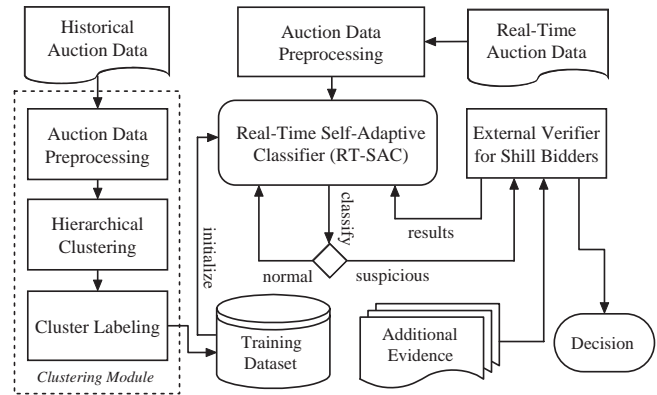 Historical
Auction Data
Auction Data
Preprocessing
Real-Time
Auction Data
Auction Data
Preprocessing
Real-Time Self-Adaptive
Classifier (RT-SAC)
External Verifier
for Shill Bidders
Hierarchical
Clustering
initialize
classify
results
normal
suspicious
Cluster Labeling
Training
Dataset
Additional
Evidence
Decision
Clustering Module